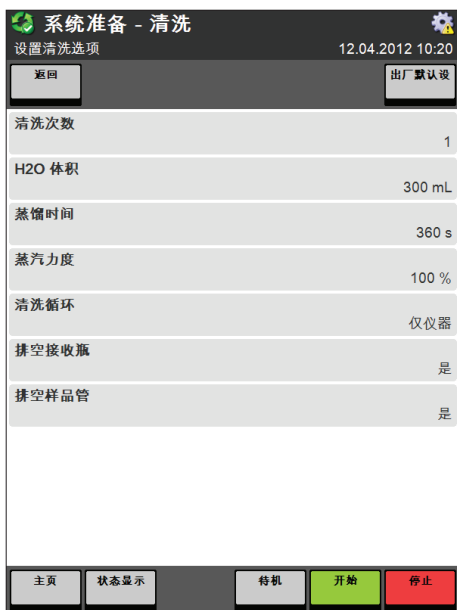 系统准备 - 清洗
设置清洗选项 12.04.2012 10:20
返回 出厂默认设
清洗次数
1
H2O 体积
300 mL
蒸馏时间
360 s
蒸汽力度
100 %
清洗循环
仅仪器
排空接收瓶
是
排空样品管
是
主页 状态显示 待机 开始 停止